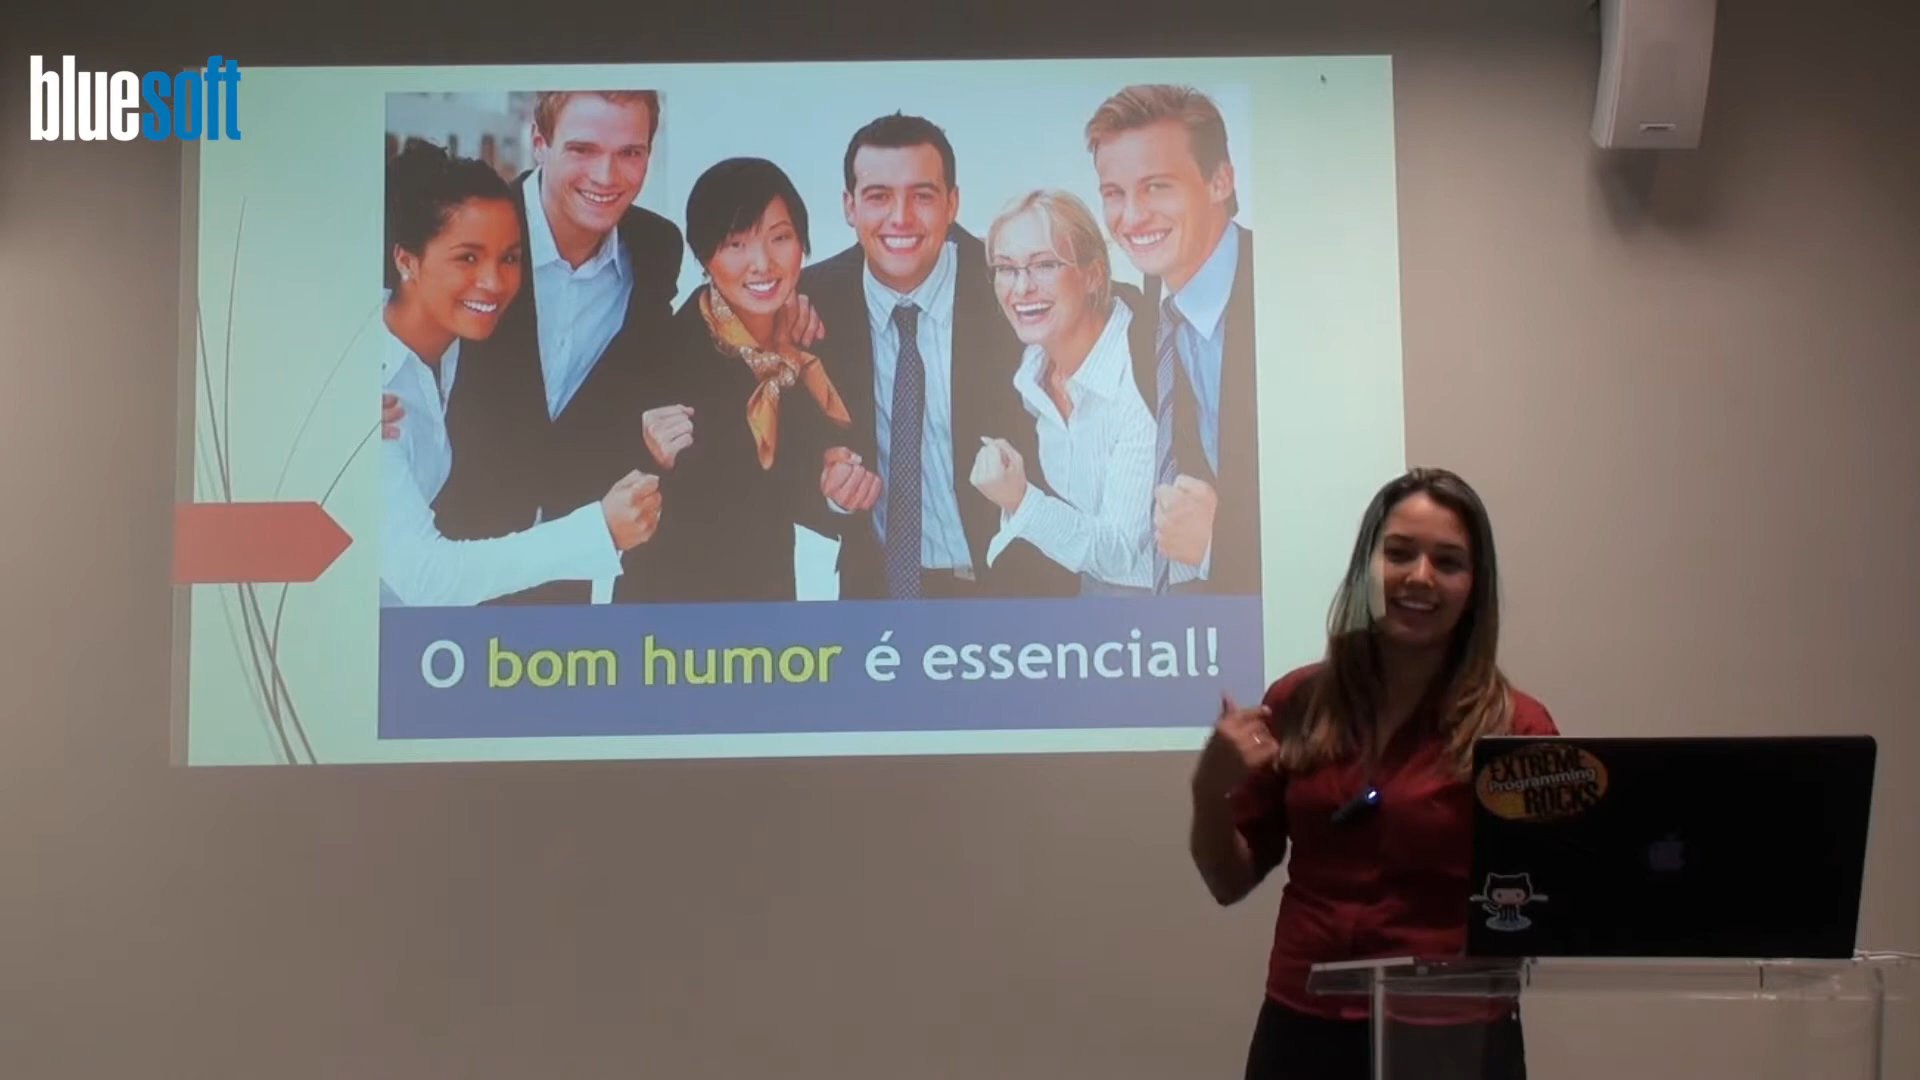 bluesoft
O bom humor é essencial!
EXTREME
Programming
ROCKS